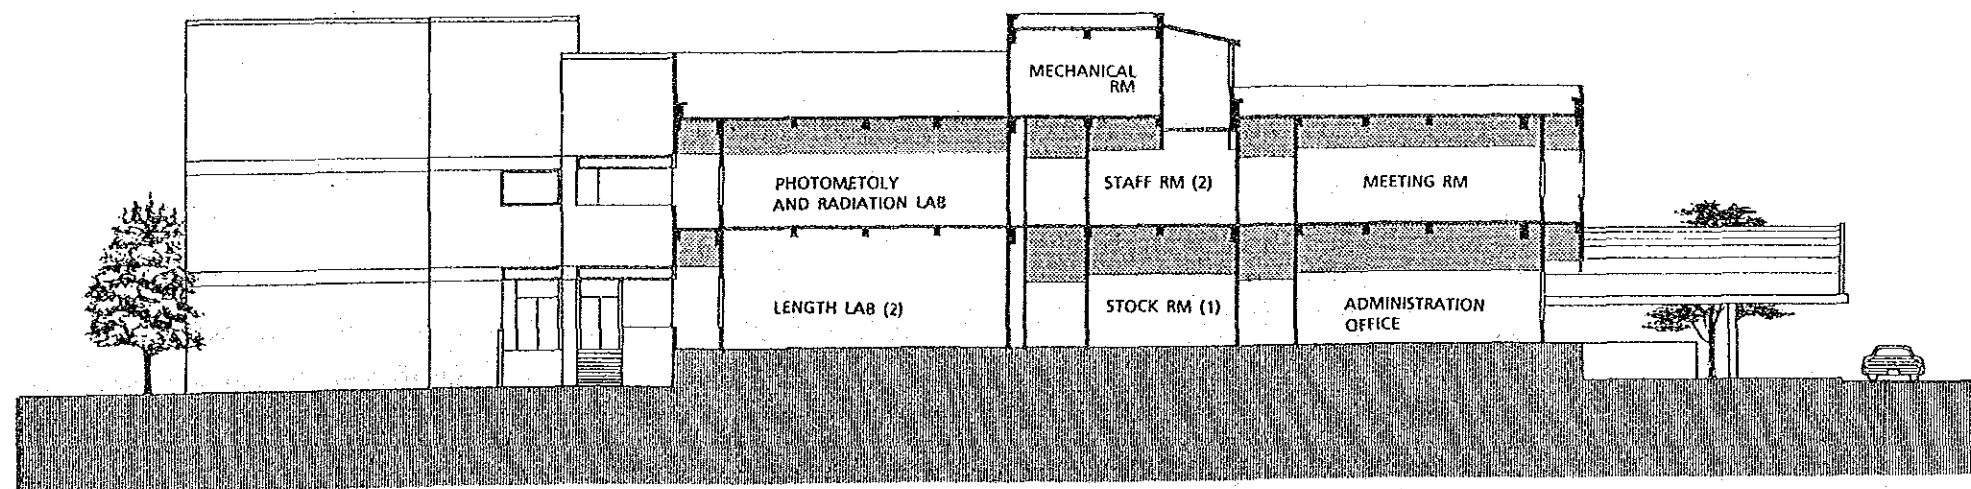 MECHANICAL
RM
PHOTOMETOLY
AND RADIATION LAB
STAFF RM (2)
MEETING RM
LENGTH LAB (2)
STOCK RM (1)
ADMINISTRATION
OFFICE